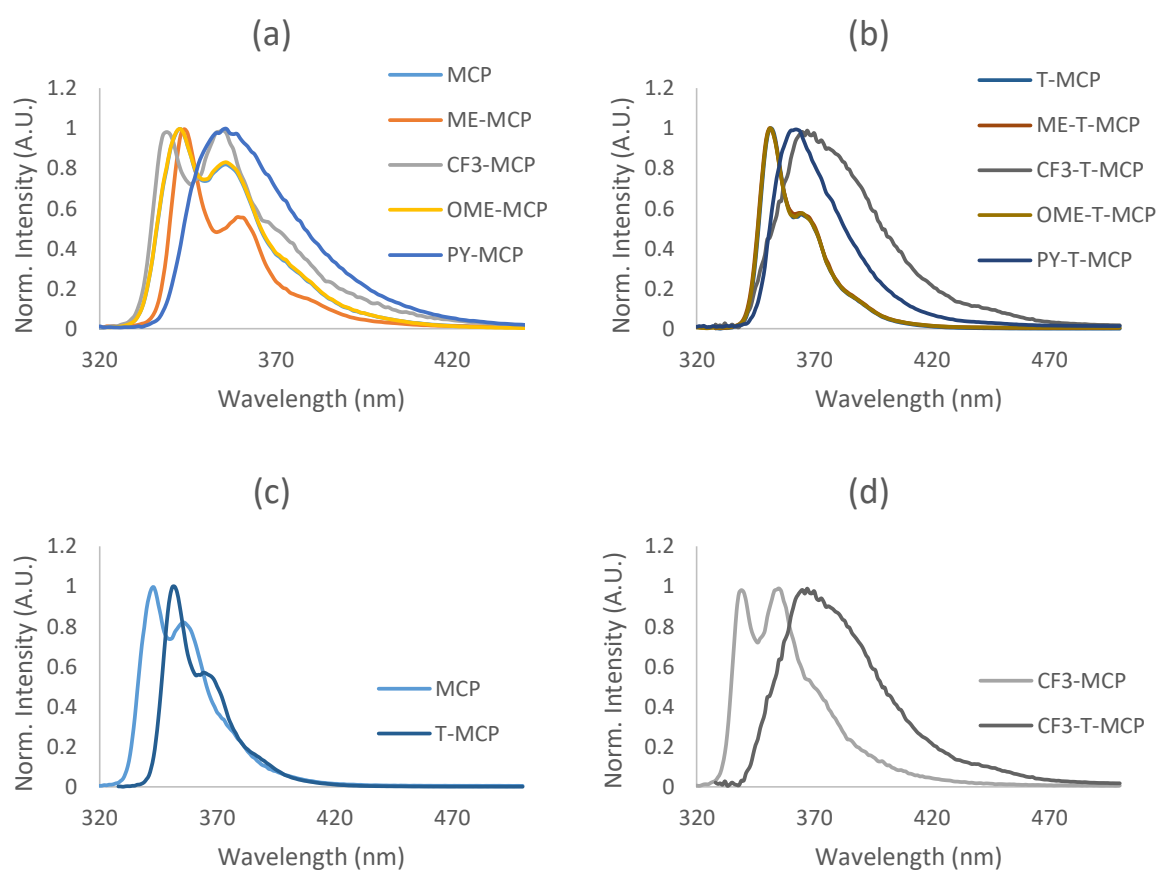 (a)
Norm. Intensity (A.U.)
1.2
1
0.8
0.6
0.4
0.2
0
320
370
420
Wavelength (nm)
MCP
ME-MCP
CF3-MCP
OME-MCP
PY-MCP
(b)
Norm. Intensity (A.U.)
1.2
1
0.8
0.6
0.4
0.2
0
320
370
420
470
Wavelength (nm)
T-MCP
ME-T-MCP
CF3-T-MCP
OME-T-MCP
PY-T-MCP
(c)
Norm. Intensity (A.U.)
1.2
1
0.8
0.6
0.4
0.2
0
320
370
420
470
Wavelength (nm)
MCP
T-MCP
(d)
Norm. Intensity (A.U.)
1.2
1
0.8
0.6
0.4
0.2
0
320
370
420
470
Wavelength (nm)
CF3-MCP
CF3-T-MCP